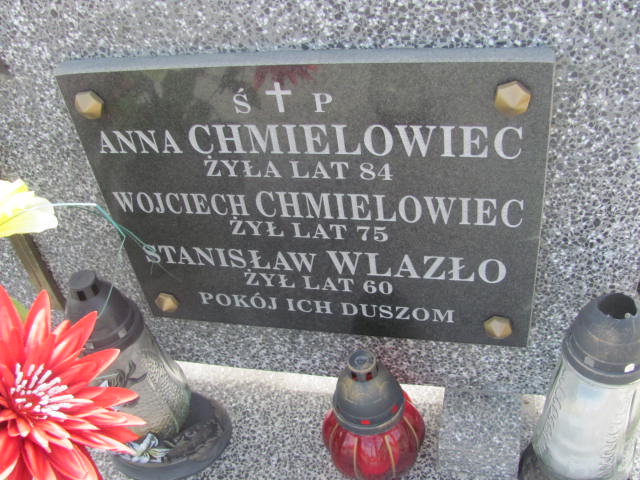 Ś ✝ P
ANNA CHMIELOWIEC
ŻYŁA LAT 84
WOJCIECH CHMIELOWIEC
ŻYŁ LAT 75
STANISŁAW WLAZŁO
ŻYŁ LAT 60
POKÓJ ICH DUSZOM